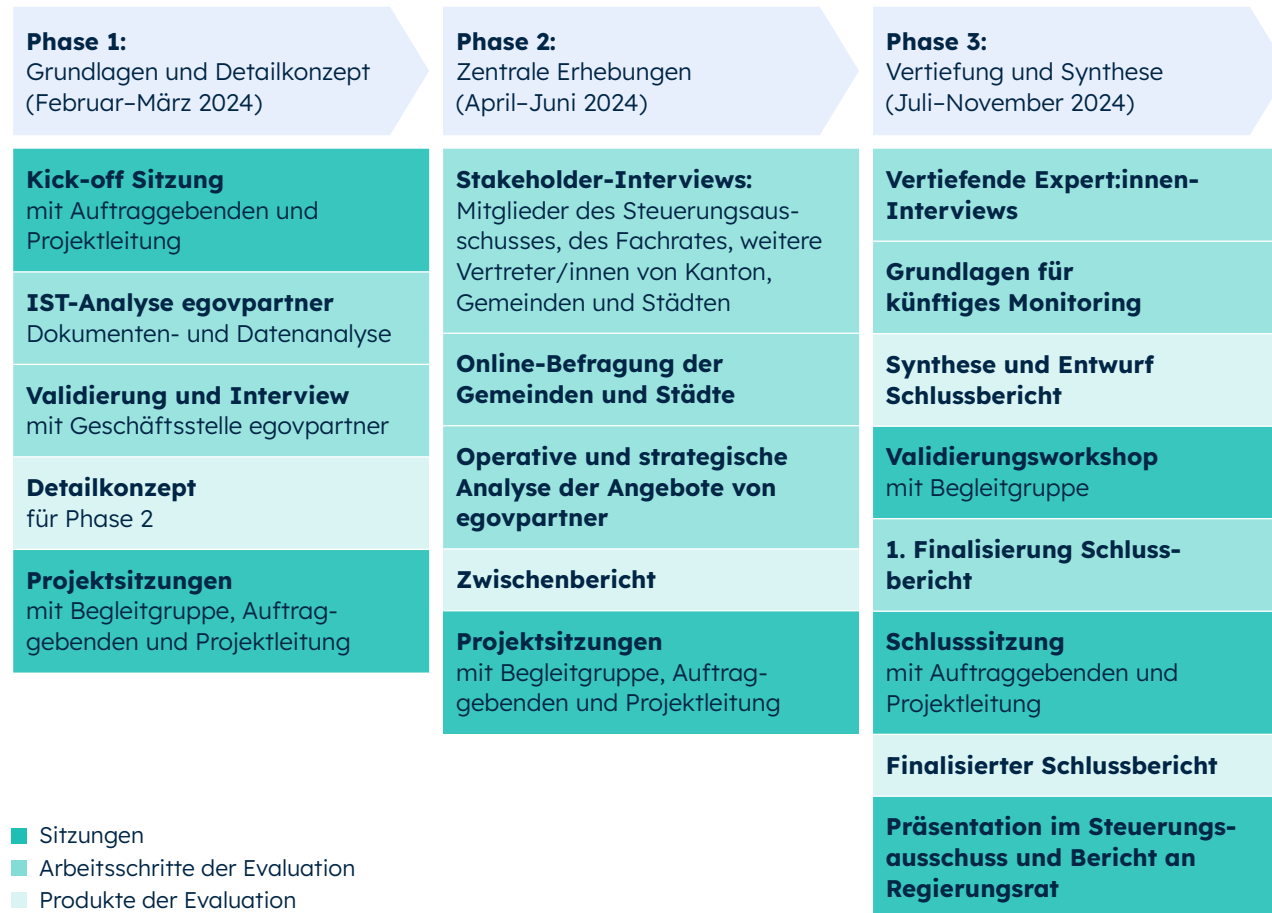 Phase 1:
Grundlagen und Detailkonzept
(Februar–März 2024)
Kick-off Sitzung
mit Auftraggebenden und
Projektleitung
IST-Analyse egovpartner
Dokumenten- und Datenanalyse
Validierung und Interview
mit Geschäftsstelle egovpartner
Detailkonzept
für Phase 2
Projektsitzungen
mit Begleitgruppe, Auftrag-
gebenden und Projektleitung
Phase 2:
Zentrale Erhebungen
(April–Juni 2024)
Stakeholder-Interviews:
Mitglieder des Steuerungsaus-
schusses, des Fachrates, weitere
Vertreter/innen von Kanton,
Gemeinden und Städten
Online-Befragung der
Gemeinden und Städte
Operative und strategische
Analyse der Angebote von
egovpartner
Zwischenbericht
Projektsitzungen
mit Begleitgruppe, Auftrag-
gebenden und Projektleitung
Phase 3:
Vertiefung und Synthese
(Juli–November 2024)
Vertiefende Expert:innen-
Interviews
Grundlagen für
künftiges Monitoring
Synthese und Entwurf
Schlussbericht
Validierungsworkshop
mit Begleitgruppe
1. Finalisierung Schluss-
bericht
Schlusssitzung
mit Auftraggebenden und
Projektleitung
Finalisierter Schlussbericht
Präsentation im Steuerungs-
ausschuss und Bericht an
Regierungsrat
Sitzungen
Arbeitsschritte der Evaluation
Produkte der Evaluation